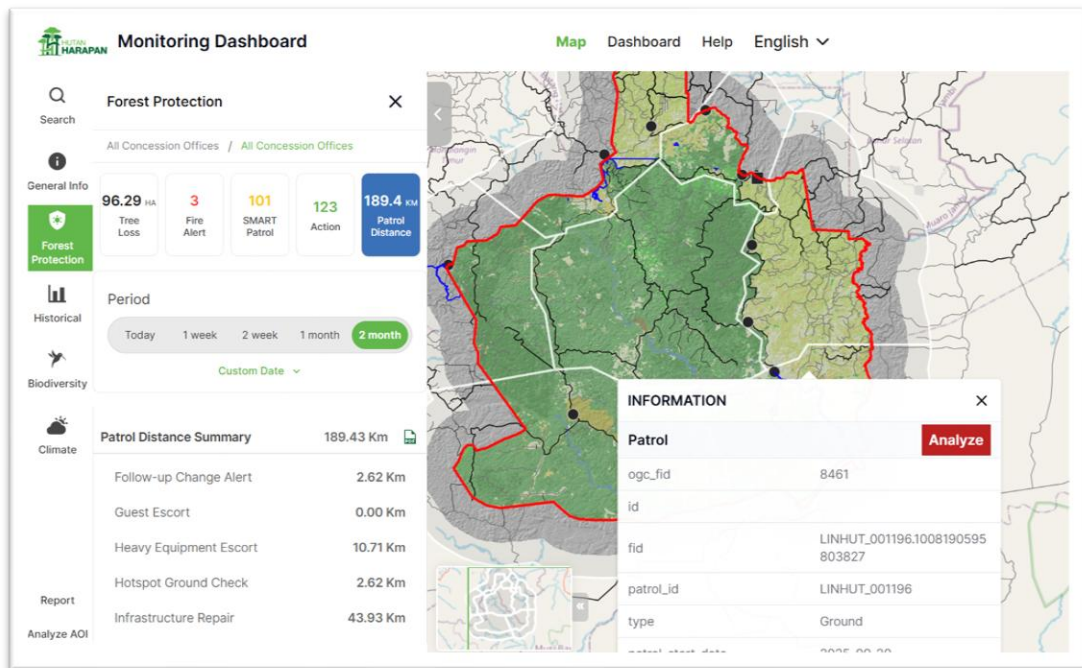 HUTAN
HARAPAN
Monitoring Dashboard
Map Dashboard Help English
Search
General Info
Forest
Protection
Historical
Biodiversity
Climate
Report
Analyze AOI
Forest Protection
All Concession Offices / All Concession Offices
96.29 HA
Tree
Loss
3
Fire
Alert
101
SMART
Patrol
123
Action
189.4 KM
Patrol
Distance
Period
Today 1 week 2 week 1 month 2 month
Custom Date
Patrol Distance Summary 189.43 Km
Follow-up Change Alert 2.62 Km
Guest Escort 0.00 Km
Heavy Equipment Escort 10.71 Km
Hotspot Ground Check 2.62 Km
Infrastructure Repair 43.93 Km
Muaro Jambi
INFORMATION
Patrol Analyze
ogc_fid 8461
id
fid LINHUT_001196.1008190595
803827
patrol_id LINHUT_001196
type Ground
patrol_start_date